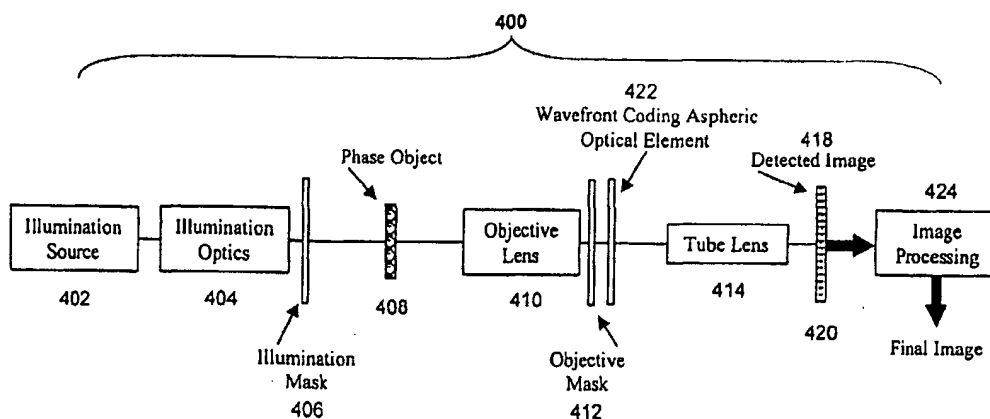 400
422
Wavefront Coding Aspheric
Optical Element
418
Detected Image
Phase Object
424
Illumination
Source
Illumination
Optics
Objective
Lens
Tube Lens
Image
Processing
402
404
408
410
414
420
Illumination
Mask
406
Objective
Mask
412
Final Image